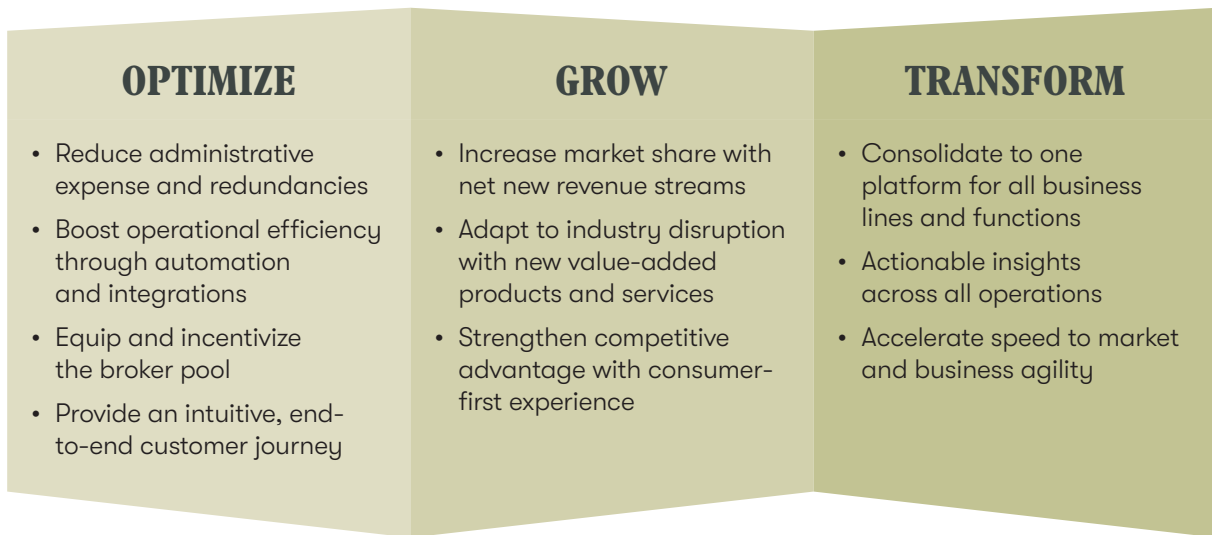 OPTIMIZE
• Reduce administrative
expense and redundancies
• Boost operational efficiency
through automation
and integrations
• Equip and incentivize
the broker pool
• Provide an intuitive, end-
to-end customer journey
GROW
• Increase market share with
net new revenue streams
• Adapt to industry disruption
with new value-added
products and services
• Strengthen competitive
advantage with consumer-
first experience
TRANSFORM
• Consolidate to one
platform for all business
lines and functions
• Actionable insights
across all operations
• Accelerate speed to market
and business agility